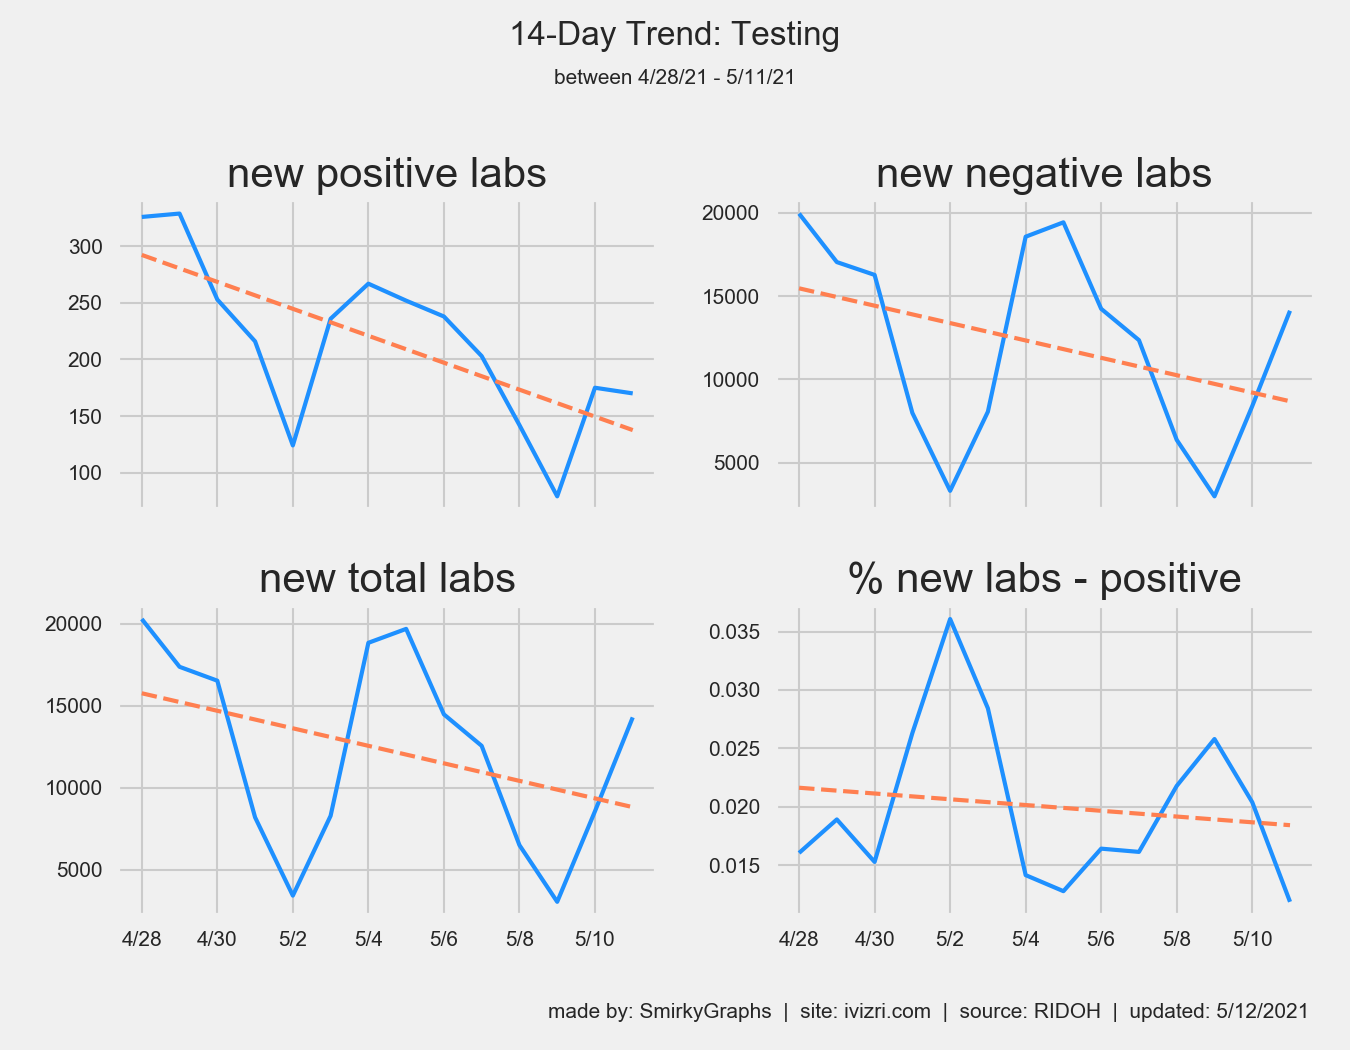 14-Day Trend: Testing
between 4/28/21 - 5/11/21
new positive labs
300
250
200
150
100
new negative labs
20000
15000
10000
5000
new total labs
20000
15000
10000
5000
4/28 4/30 5/2 5/4 5/6 5/8 5/10
% new labs - positive
0.035
0.030
0.025
0.020
0.015
4/28 4/30 5/2 5/4 5/6 5/8 5/10
made by: SmirkyGraphs | site: ivizri.com | source: RIDOH | updated: 5/12/2021